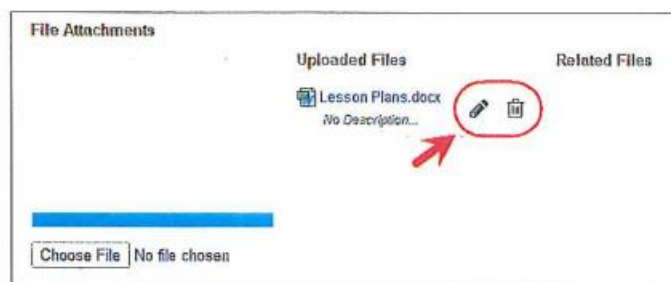 File Attachments
Uploaded Files
Related Files
Lesson Plans.docx
No Description...
Choose File No file chosen